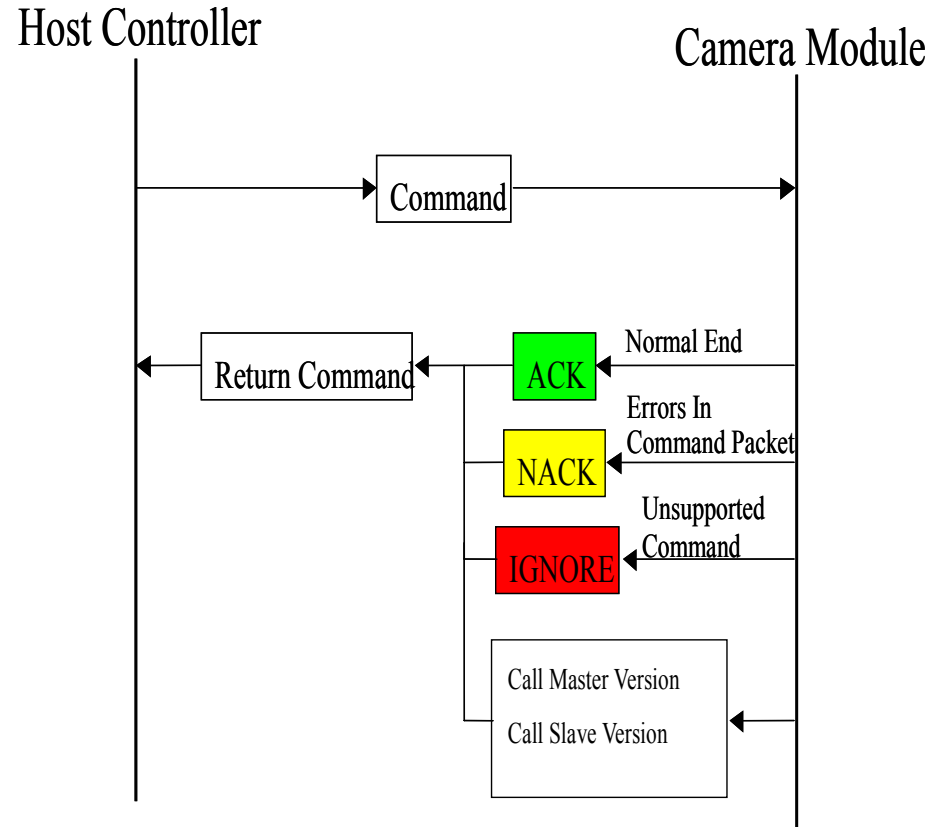 Host Controller
Camera Module
Command
Normal End
Return Command
ACK
Errors In
Command Packet
NACK
Unsupported
Command
IGNORE
Call Master Version
Call Slave Version